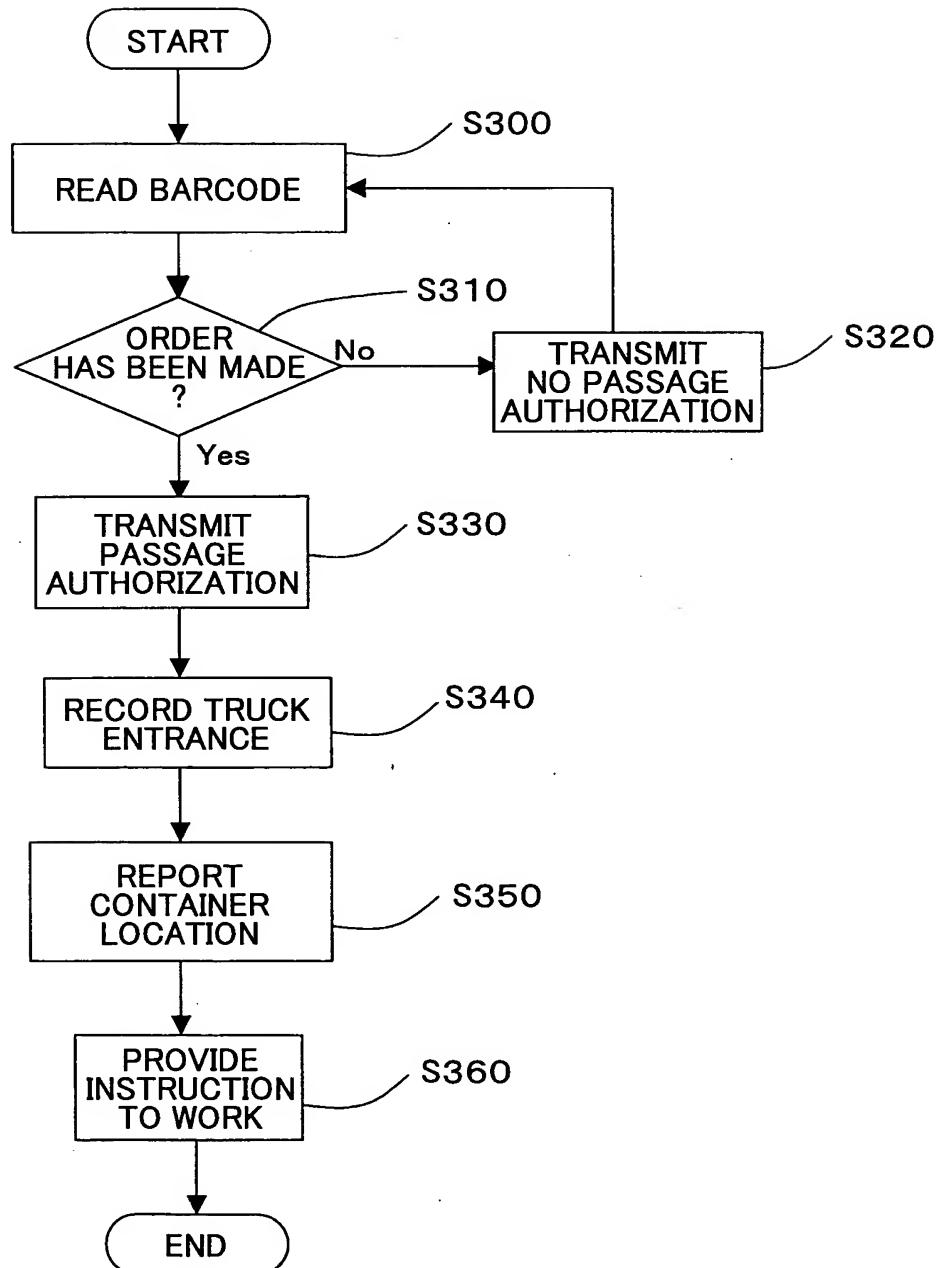 START
S300
READ BARCODE
S310
ORDER
HAS BEEN MADE
?
No
S320
TRANSMIT
NO PASSAGE
AUTHORIZATION
Yes
S330
TRANSMIT
PASSAGE
AUTHORIZATION
S340
RECORD TRUCK
ENTRANCE
S350
REPORT
CONTAINER
LOCATION
S360
PROVIDE
INSTRUCTION
TO WORK
END